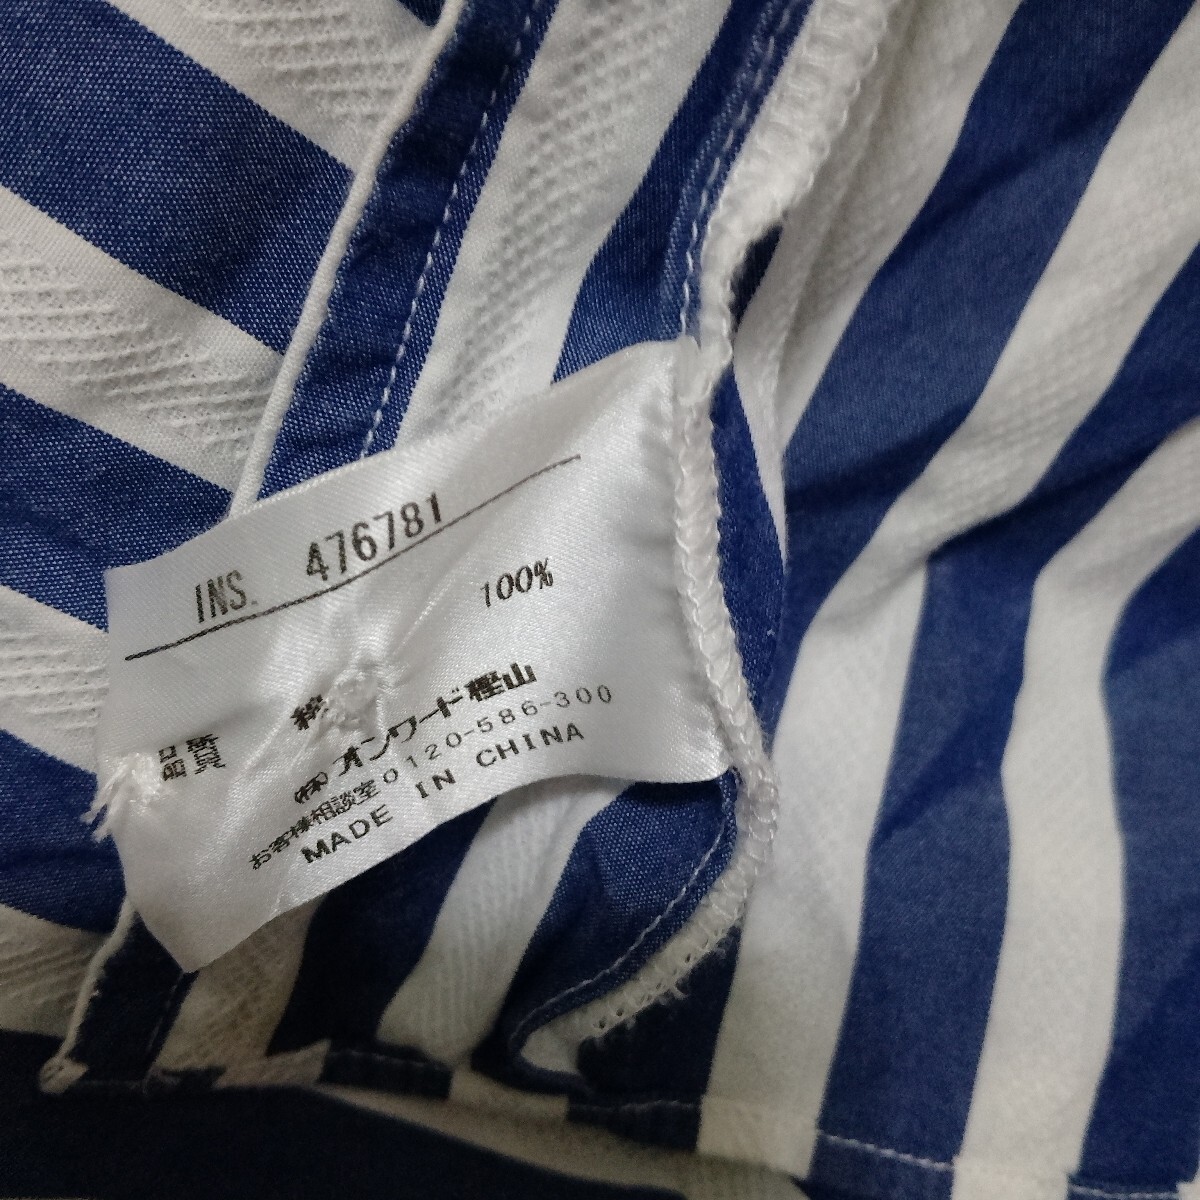 INS. 476781
品質 綿 100%
㈱オンワード樫山
お客様相談室0120-586-300
MADE IN CHINA